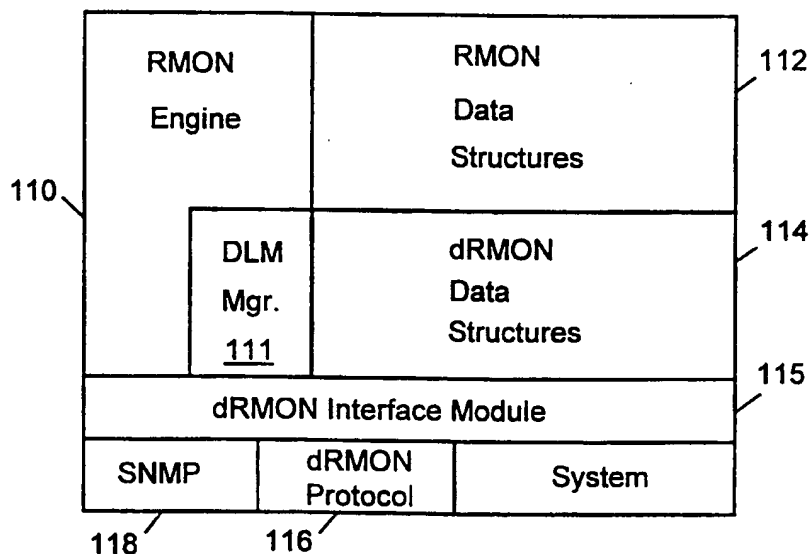 RMON
Engine
RMON
Data
Structures
112
110
DLM
Mgr.
111
dRMON
Data
Structures
114
115
dRMON Interface Module
SNMP
dRMON
Protocol
System
118
116